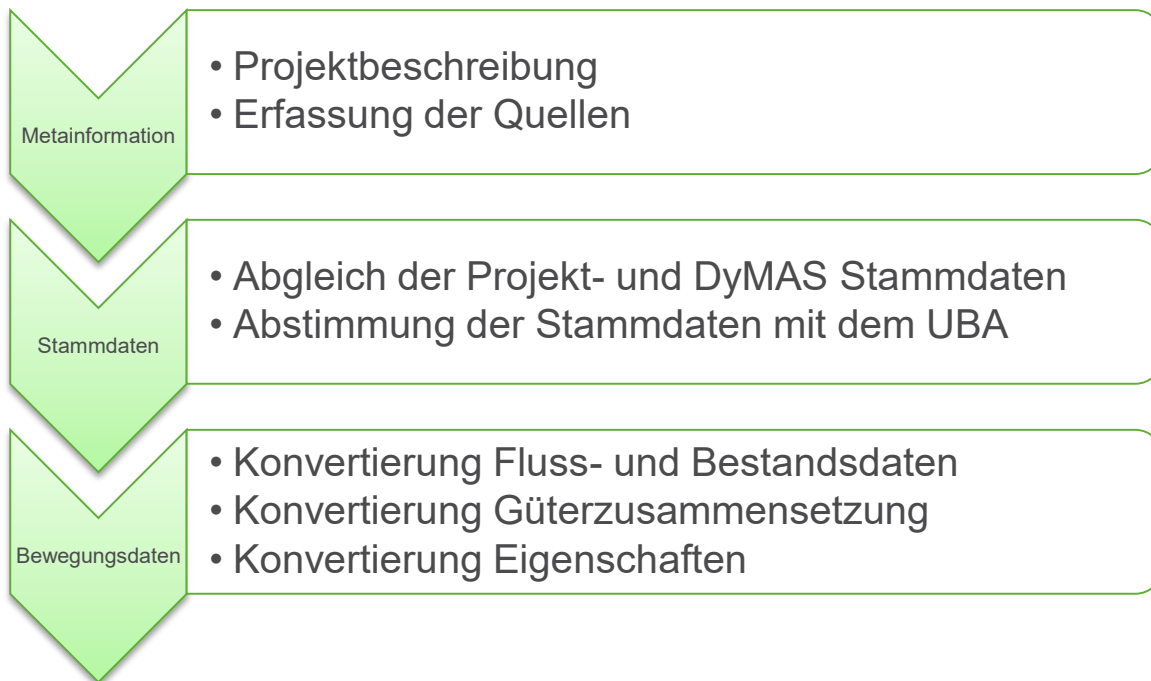 Metainformation
• Projektbeschreibung
• Erfassung der Quellen
Stammdaten
• Abgleich der Projekt- und DyMAS Stammdaten
• Abstimmung der Stammdaten mit dem UBA
Bewegungsdaten
• Konvertierung Fluss- und Bestandsdaten
• Konvertierung Güterzusammensetzung
• Konvertierung Eigenschaften